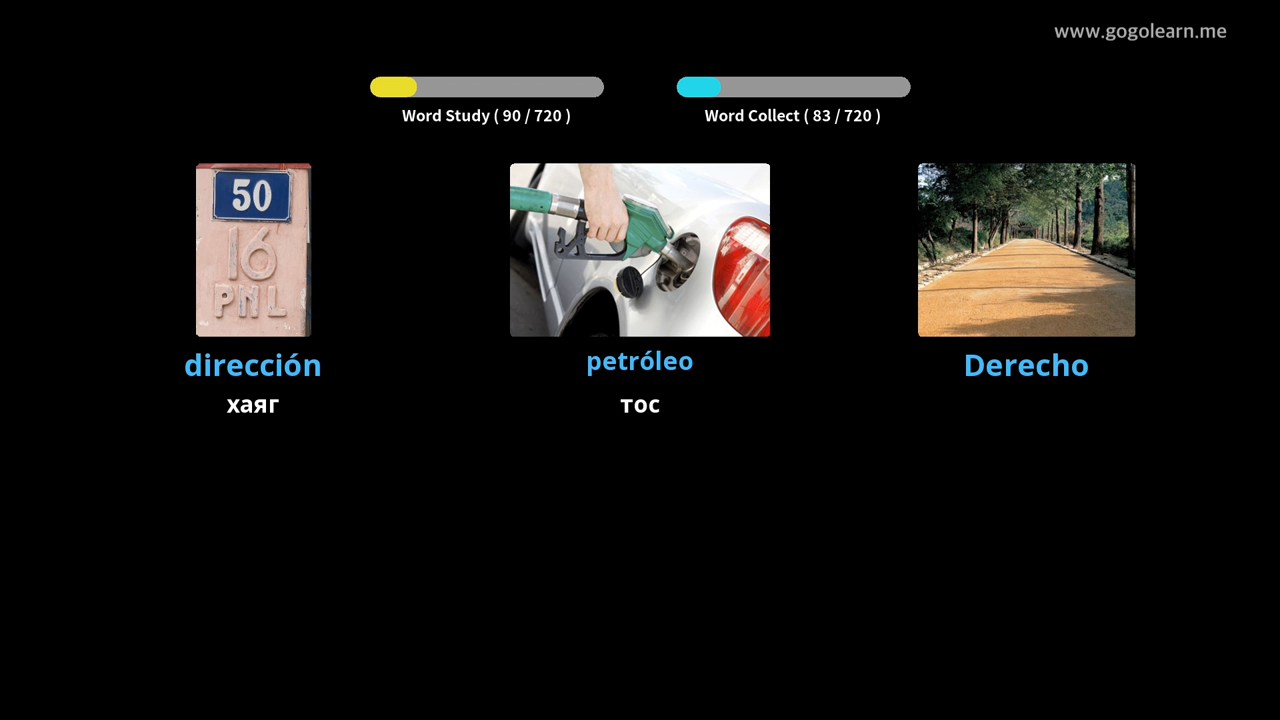 www.gogolearn.me
Word Study ( 90 / 720 )
Word Collect ( 83 / 720 )
50
16
PNL
dirección
petróleo
Derecho
хаяг
тос